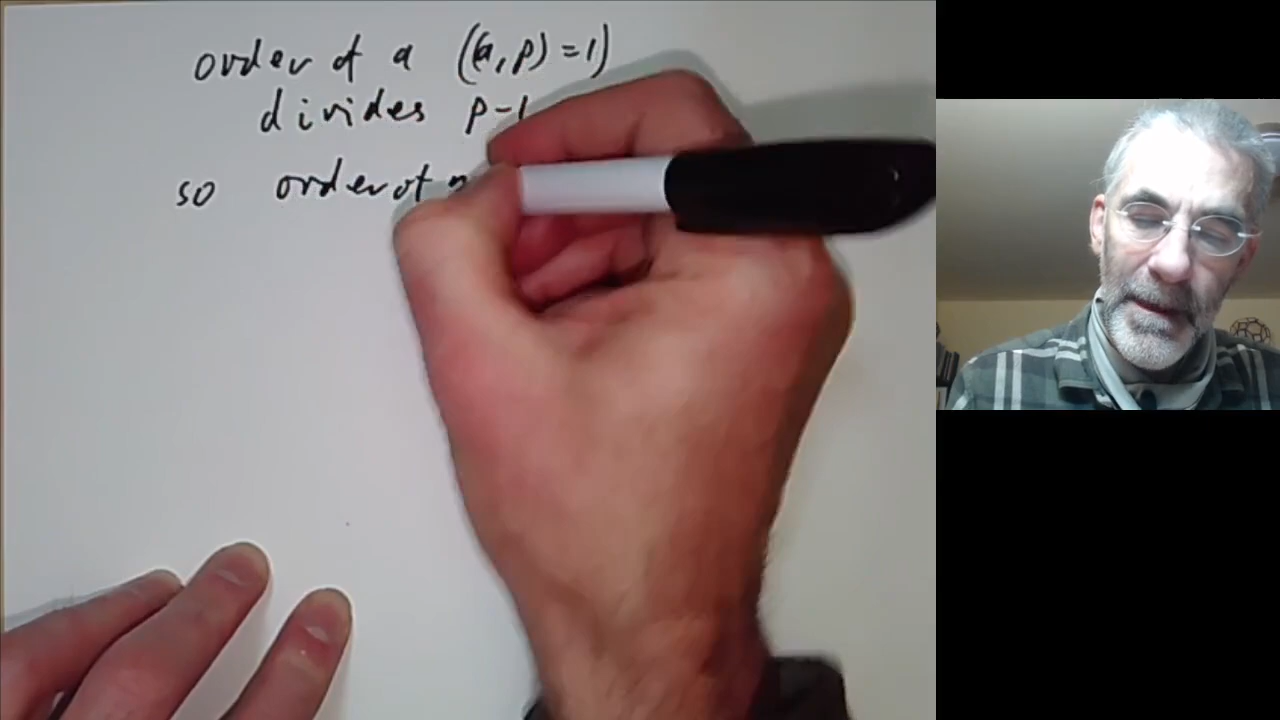 order of a (a,p)=1)
divides p-1
so order of